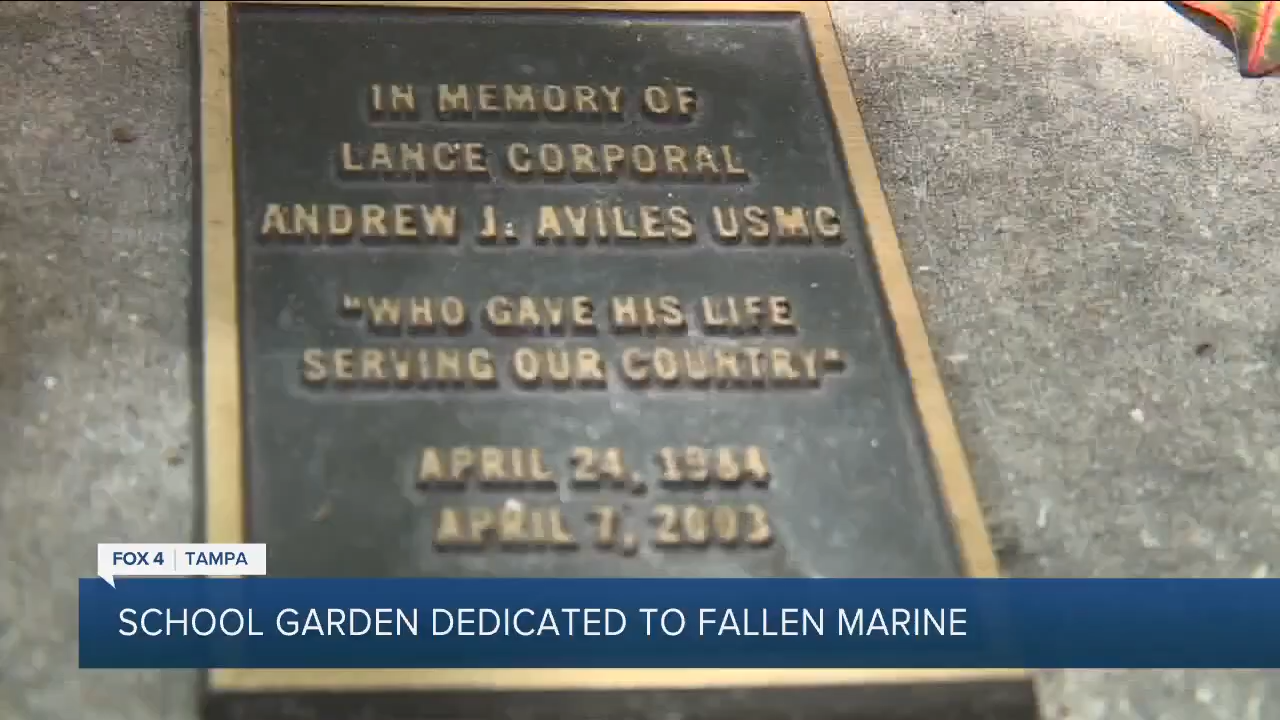 IN MEMORY OF
LANCE CORPORAL
ANDREW J. AVILES USMC
"WHO GAVE HIS LIFE
SERVING OUR COUNTRY"
APRIL 24, 1984
APRIL 7, 2003
FOX 4 | TAMPA
SCHOOL GARDEN DEDICATED TO FALLEN MARINE